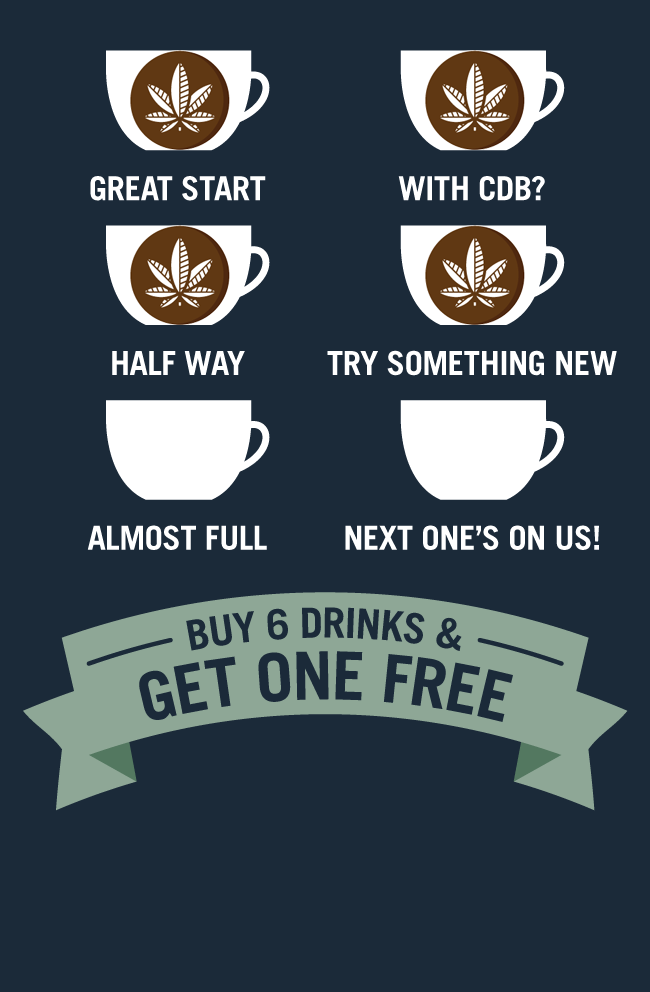 GREAT START
WITH CDB?
HALF WAY
TRY SOMETHING NEW
ALMOST FULL
NEXT ONE'S ON US!
BUY 6 DRINKS &
GET ONE FREE